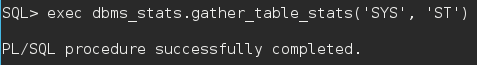 SQL> exec dbms_stats.gather_table_stats('SYS', 'ST')
PL/SQL procedure successfully completed.